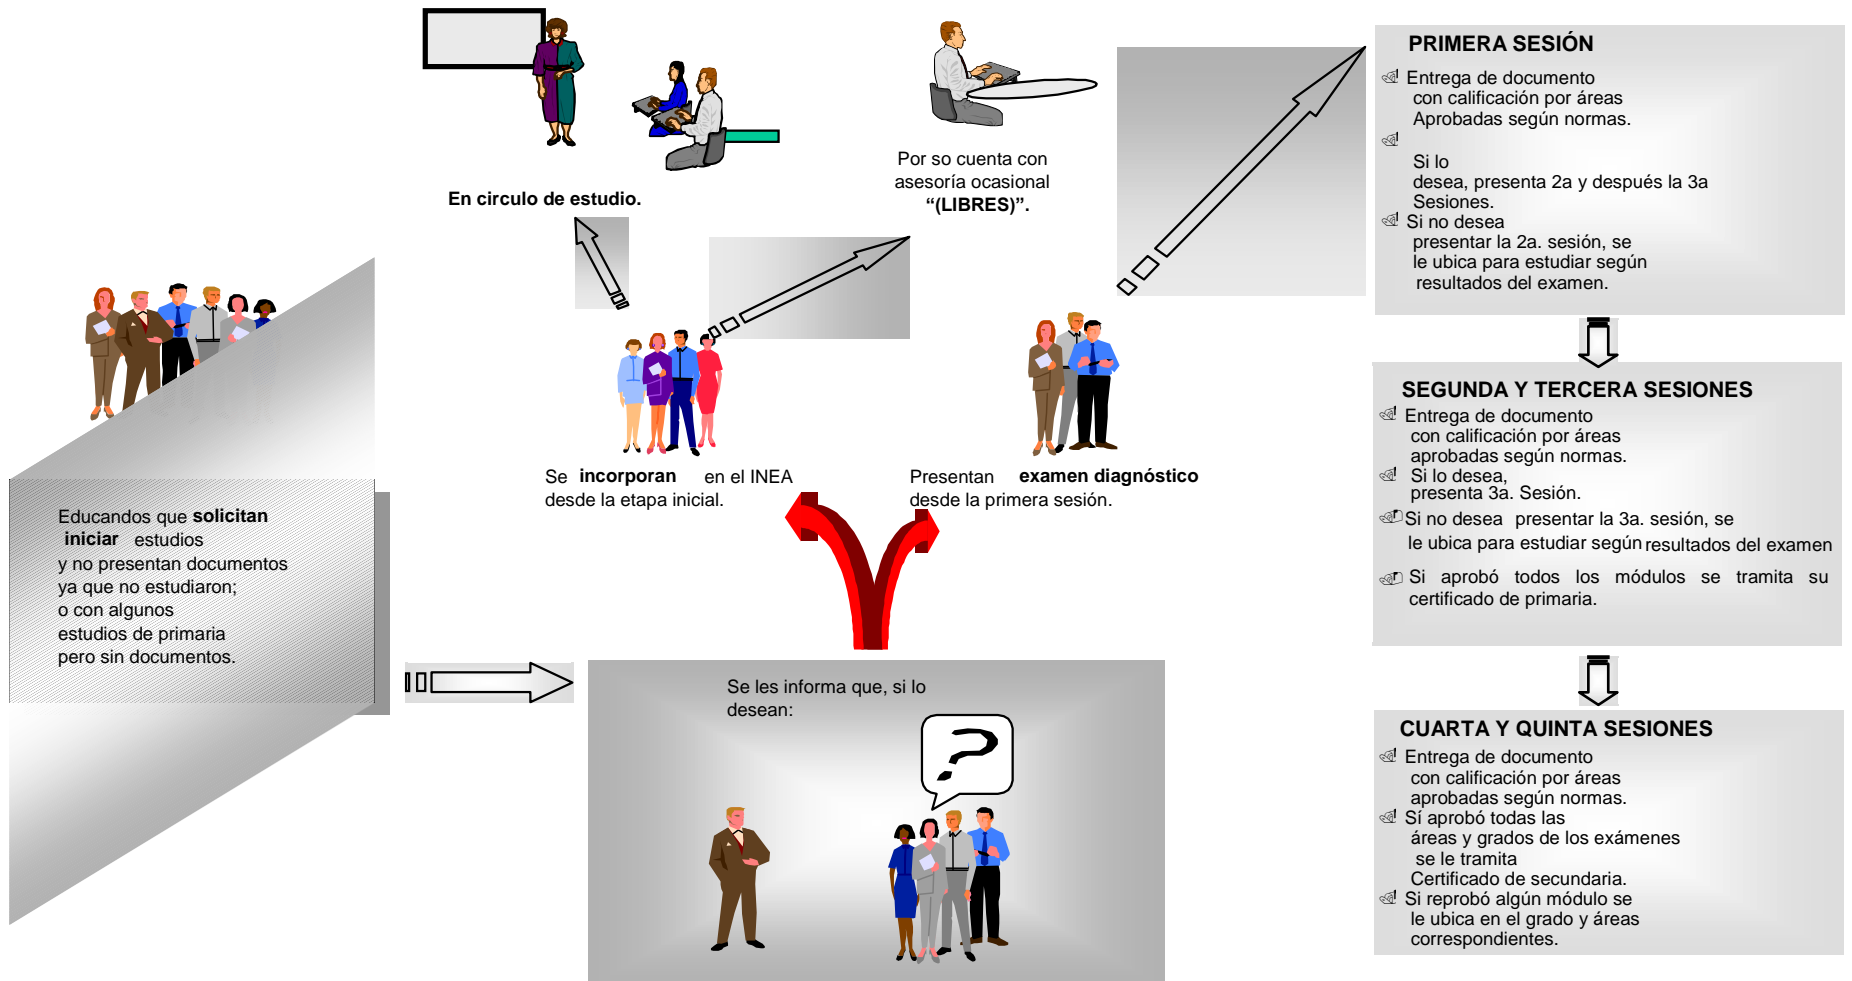 Educandos que solicitan
iniciar estudios
y no presentan documentos
ya que no estudiaron;
o con algunos
estudios de primaria
pero sin documentos.
Se les informa que, si lo
desean:
?
Se incorporan en el INEA
desde la etapa inicial.
En circulo de estudio.
Por so cuenta con
asesoría ocasional
“(LIBRES)”.
Presentan examen diagnóstico
desde la primera sesión.
PRIMERA SESIÓN
Entrega de documento
con calificación por áreas
Aprobadas según normas.
Si lo
desea, presenta 2a y después la 3a
Sesiones.
Si no desea
presentar la 2a. sesión, se
le ubica para estudiar según
resultados del examen.
SEGUNDA Y TERCERA SESIONES
Entrega de documento
con calificación por áreas
aprobadas según normas.
Si lo desea,
presenta 3a. Sesión.
Si no desea presentar la 3a. sesión, se
le ubica para estudiar según resultados del examen
Si aprobó todos los módulos se tramita su
certificado de primaria.
CUARTA Y QUINTA SESIONES
Entrega de documento
con calificación por áreas
aprobadas según normas.
Sí aprobó todas las
áreas y grados de los exámenes
se le tramita
Certificado de secundaria.
Si reprobó algún módulo se
le ubica en el grado y áreas
correspondientes.